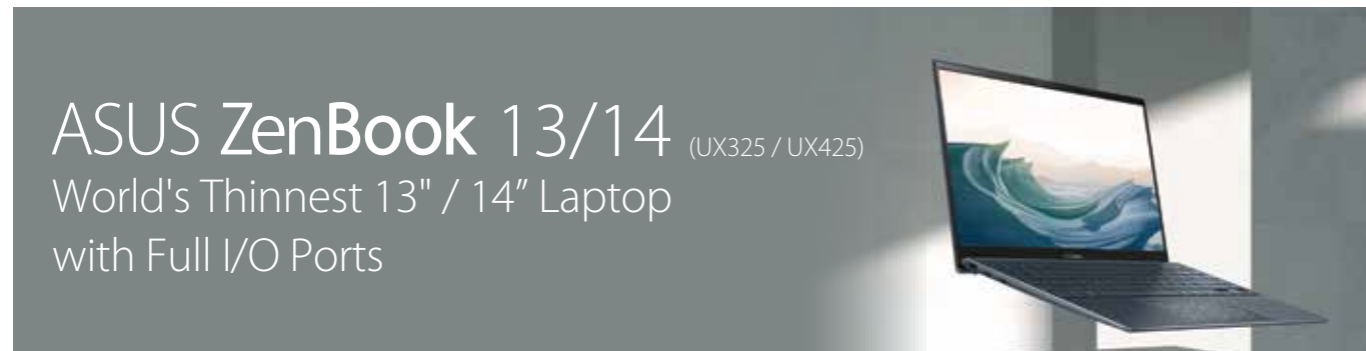 ASUS ZenBook 13/14 (UX325 / UX425)
World's Thinnest 13" / 14” Laptop
with Full I/O Ports